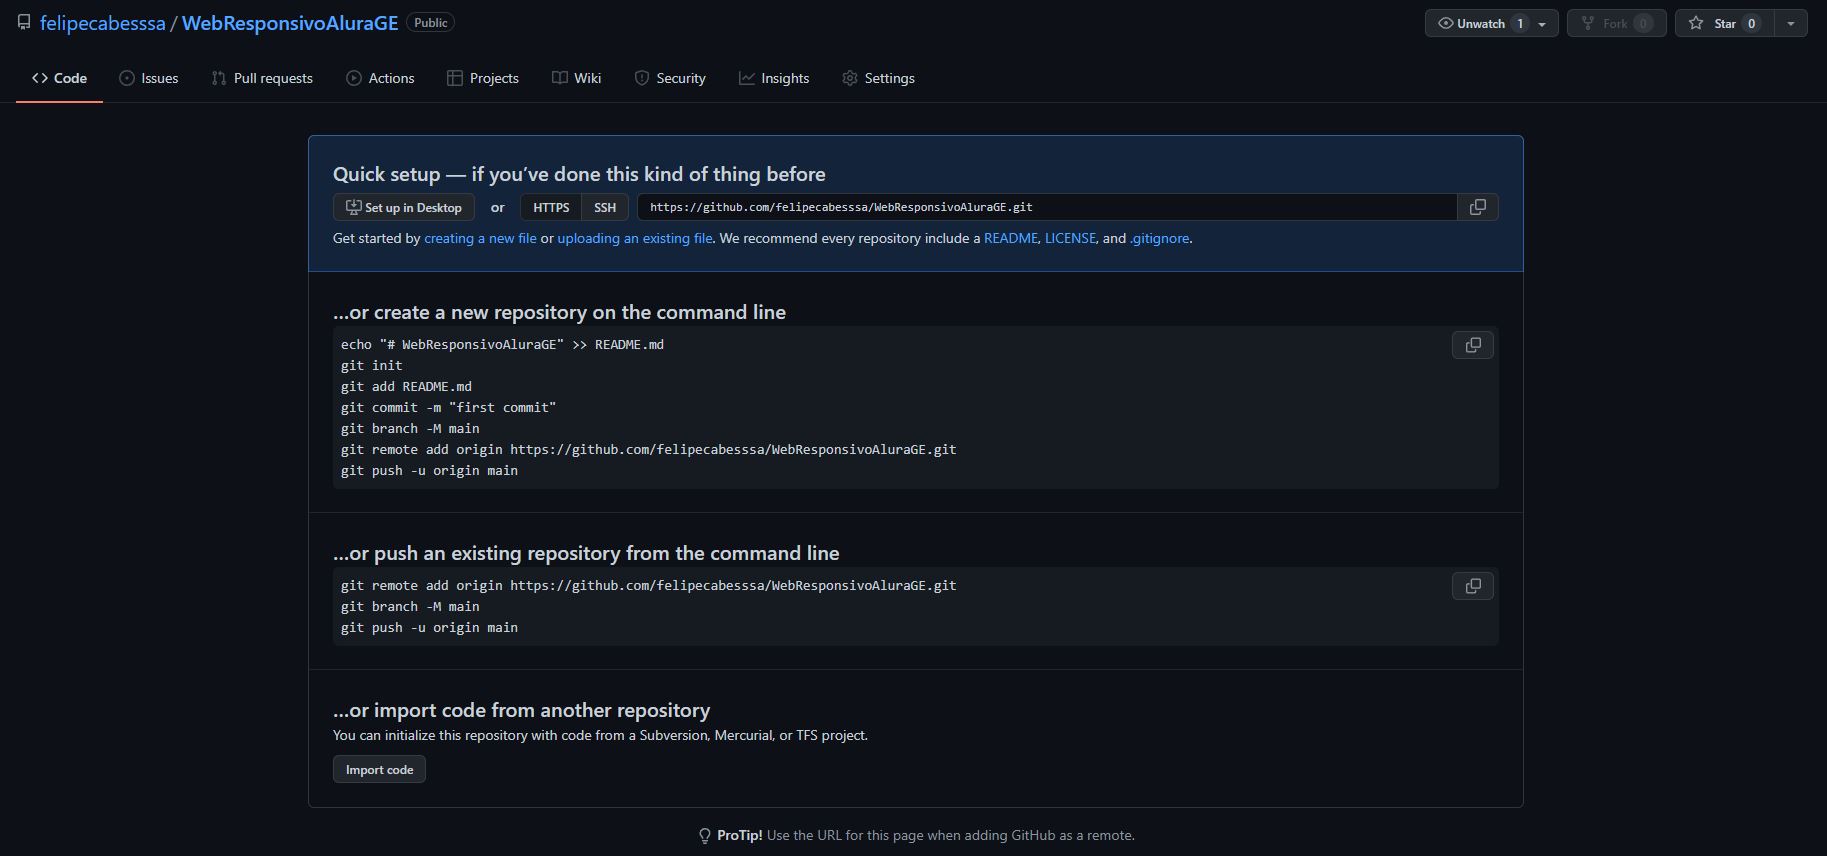 felipecabesssa / WebResponsivoAluraGE Public
Unwatch 1 Fork 0 Star 0
Code Issues Pull requests Actions Projects Wiki Security Insights Settings
Quick setup — if you’ve done this kind of thing before
Set up in Desktop or HTTPS SSH https://github.com/felipecabesssa/WebResponsivoAluraGE.git
Get started by creating a new file or uploading an existing file. We recommend every repository include a README, LICENSE, and .gitignore.
…or create a new repository on the command line
echo "# WebResponsivoAluraGE" >> README.md
git init
git add README.md
git commit -m "first commit"
git branch -M main
git remote add origin https://github.com/felipecabesssa/WebResponsivoAluraGE.git
git push -u origin main
…or push an existing repository from the command line
git remote add origin https://github.com/felipecabesssa/WebResponsivoAluraGE.git
git branch -M main
git push -u origin main
…or import code from another repository
You can initialize this repository with code from a Subversion, Mercurial, or TFS project.
Import code
ProTip! Use the URL for this page when adding GitHub as a remote.